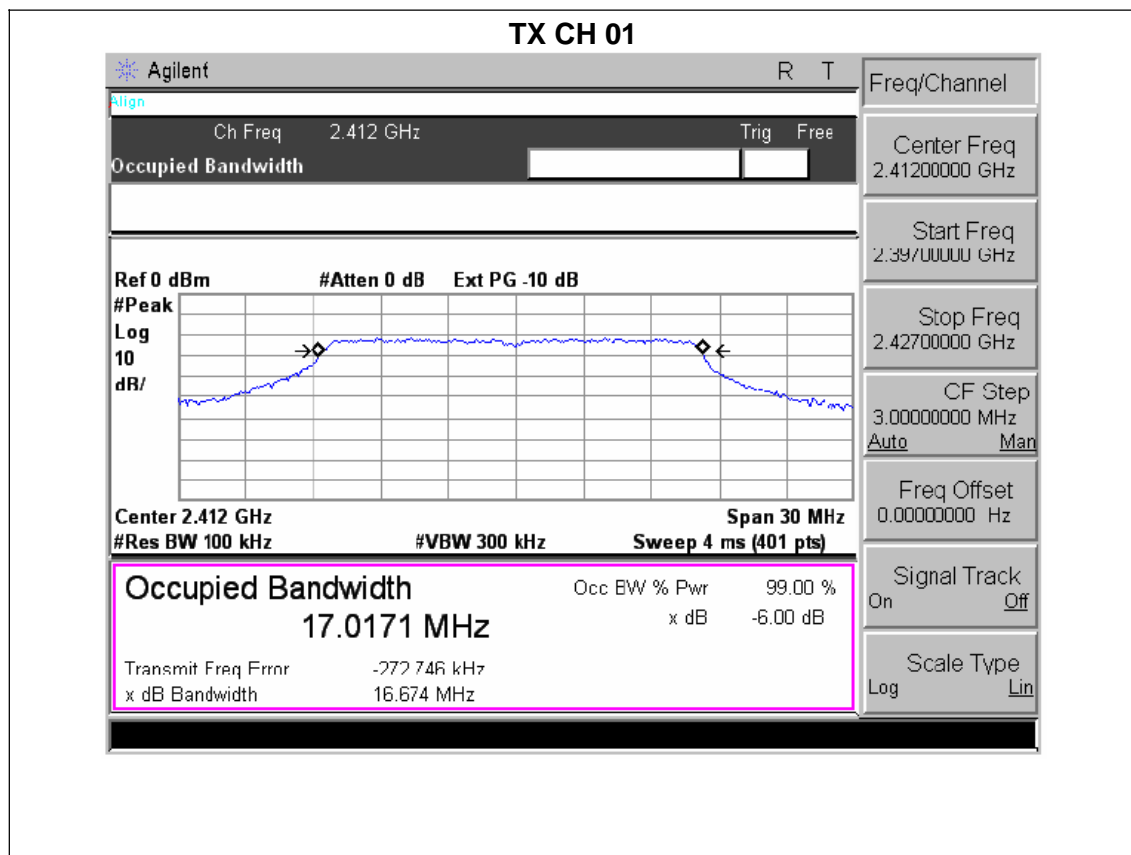 TX CH 01
Agilent R T
Align
Ch Freq 2.412 GHz Trig Free
Occupied Bandwidth
Ref 0 dBm #Atten 0 dB Ext PG -10 dB
#Peak
Log
10
dB/
Center 2.412 GHz Span 30 MHz
#Res BW 100 kHz #VBW 300 kHz Sweep 4 ms (401 pts)
Occupied Bandwidth Occ BW % Pwr 99.00 %
17.0171 MHz x dB -6.00 dB
Transmit Freq Error -272.746 kHz
x dB Bandwidth 16.674 MHz
Freq/Channel
Center Freq
2.41200000 GHz
Start Freq
2.39700000 GHz
Stop Freq
2.42700000 GHz
CF Step
3.00000000 MHz
Auto Man
Freq Offset
0.00000000 Hz
Signal Track
On Off
Scale Type
Log Lin